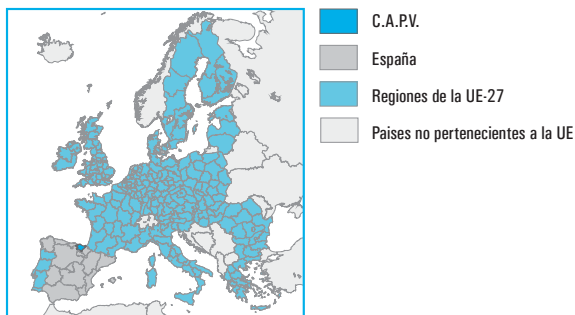 C.A.P.V.
España
Regiones de la UE-27
Paises no pertenecientes a la UE